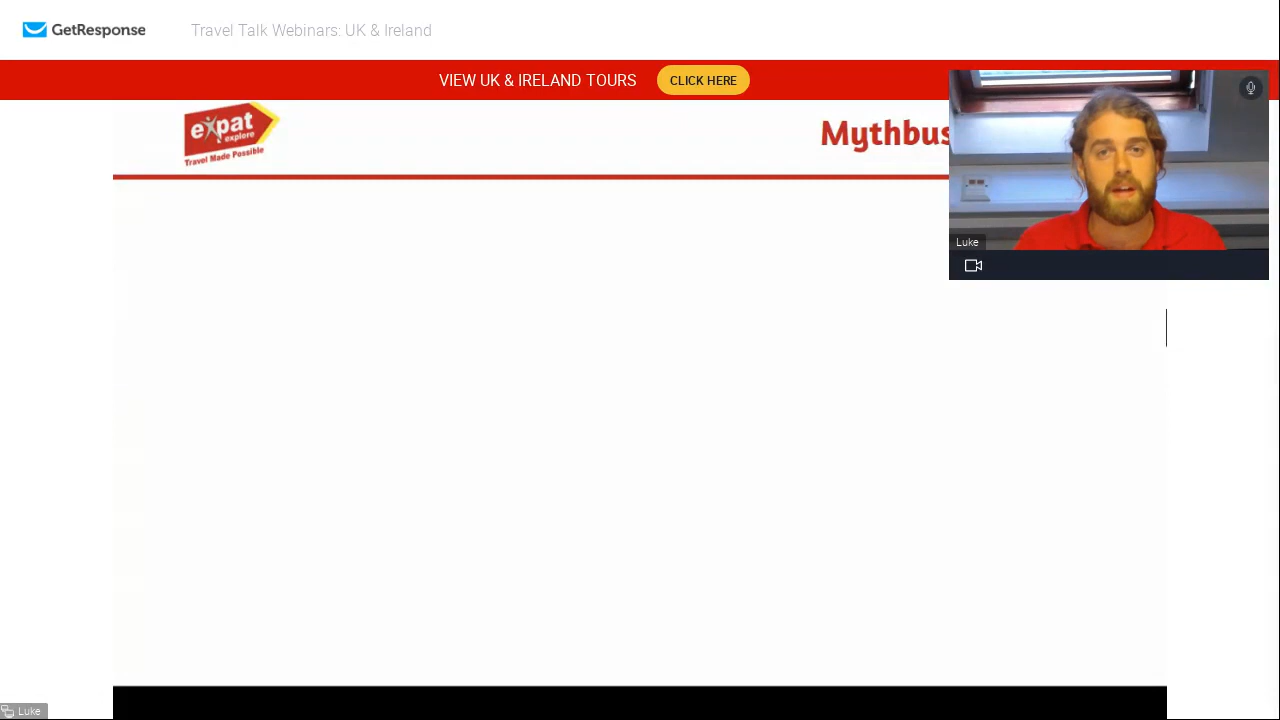 GetResponse
Travel Talk Webinars: UK & Ireland
VIEW UK & IRELAND TOURS
CLICK HERE
expat
explore
Travel Made Possible
Mythbus
Luke
Luke